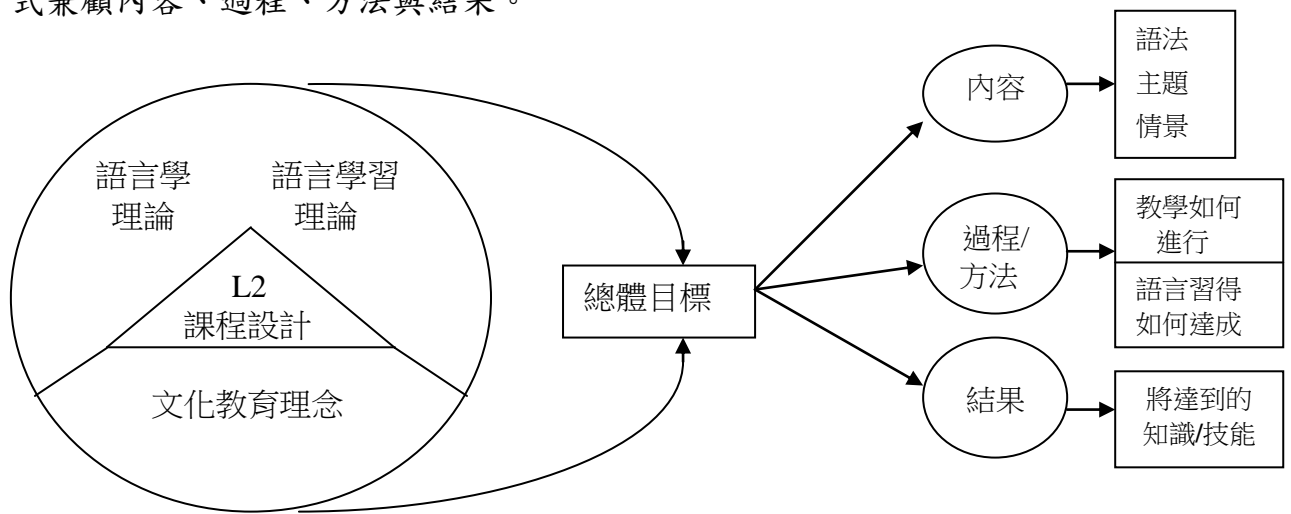 式兼顧內容、過程、方法與結果。
語言學
理論
語言學習
理論
L2
課程設計
文化教育理念
總體目標
內容
語法
主題
情景
過程/
方法
教學如何
進行
語言習得
如何達成
結果
將達到的
知識/技能